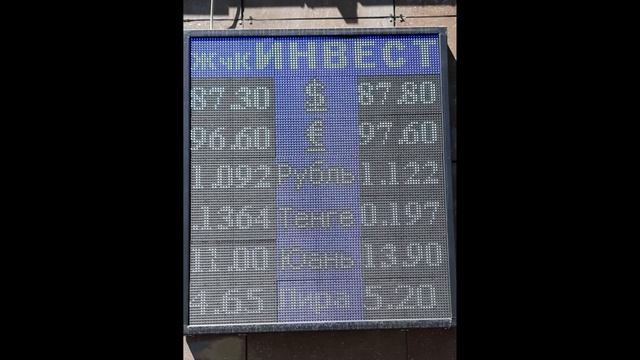 ЖчК ИНВЕСТ
87.30 $ 87.80
96.60 € 97.60
1.092 Рубль 1.122
.1364 Тенге 0.197
11.00 Юань 13.90
4.65 Лира 5.20